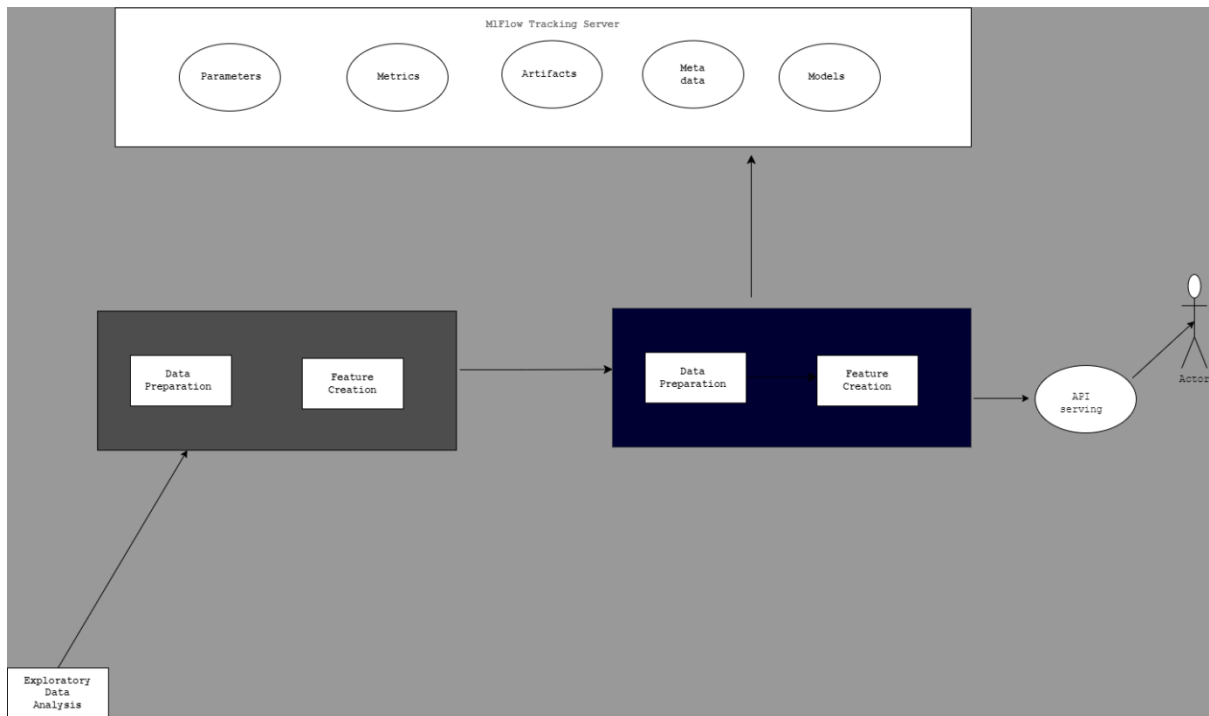 MlFlow Tracking Server
Parameters
Metrics
Artifacts
Meta
data
Models
Data
Preparation
Feature
Creation
Data
Preparation
Feature
Creation
API
serving
Actor
Exploratory
Data
Analysis